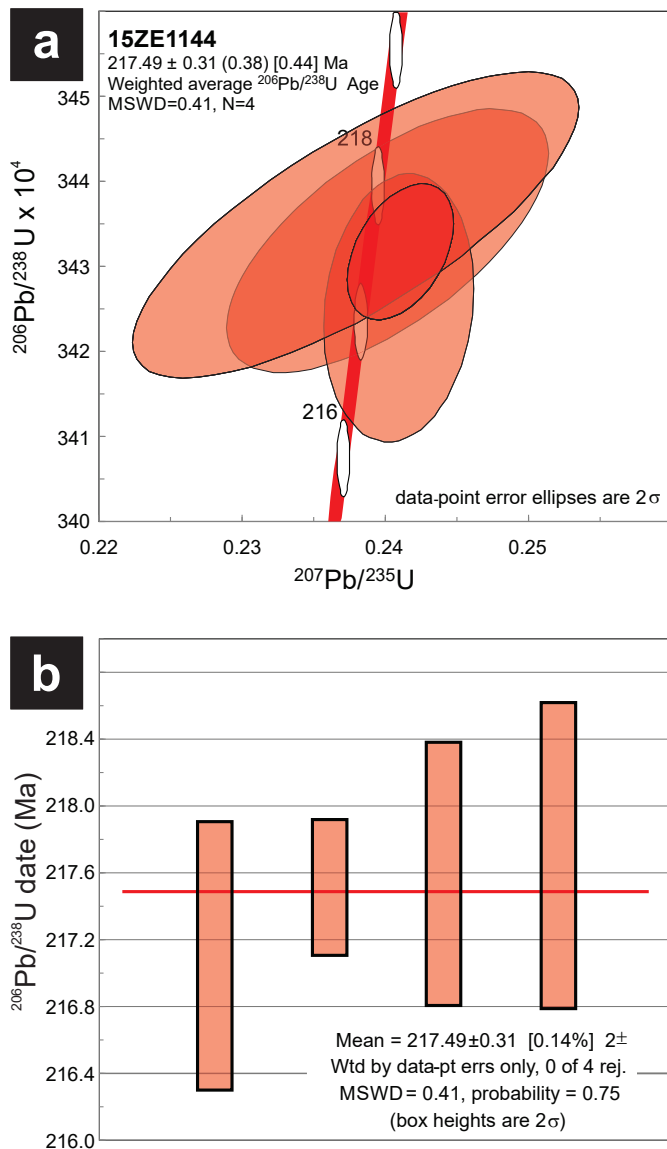 a
15ZE1144
217.49 ± 0.31 (0.38) [0.44] Ma
Weighted average ²⁰⁶Pb/²³⁸U Age
MSWD=0.41, N=4
345
218
344
343
342
216
341
340
data-point error ellipses are 2σ
0.22 0.23 0.24 0.25
²⁰⁷Pb/²³⁵U
²⁰⁶Pb/²³⁸U x 10⁴
b
218.4
218.0
217.6
217.2
216.8
216.4
216.0
²⁰⁶Pb/²³⁸U date (Ma)
Mean = 217.49±0.31 [0.14%] 2±
Wtd by data-pt errs only, 0 of 4 rej.
MSWD = 0.41, probability = 0.75
(box heights are 2σ)